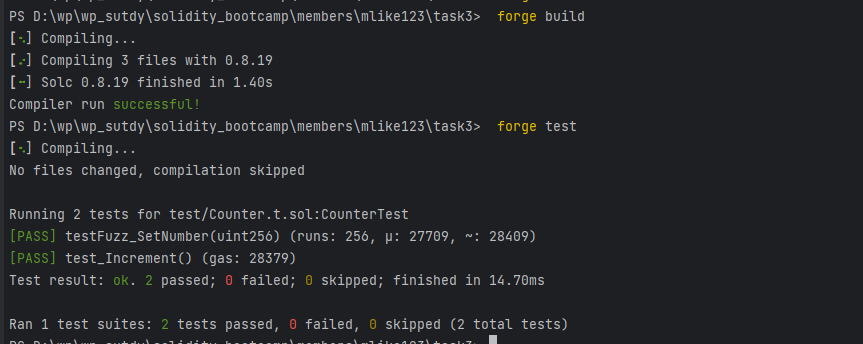 PS D:\wp\wp_sutdy\solidity_bootcamp\members\mlike123\task3>  forge build
[⠢] Compiling...
[⠔] Compiling 3 files with 0.8.19
[⠒] Solc 0.8.19 finished in 1.40s
Compiler run successful!
PS D:\wp\wp_sutdy\solidity_bootcamp\members\mlike123\task3>  forge test
[⠢] Compiling...
No files changed, compilation skipped
Running 2 tests for test/Counter.t.sol:CounterTest
[PASS] testFuzz_SetNumber(uint256) (runs: 256, μ: 27709, ~: 28409)
[PASS] test_Increment() (gas: 28379)
Test result: ok. 2 passed; 0 failed; 0 skipped; finished in 14.70ms
Ran 1 test suites: 2 tests passed, 0 failed, 0 skipped (2 total tests)
PS D:\wp\wp_sutdy\solidity_bootcamp\members\mlike123\task3>